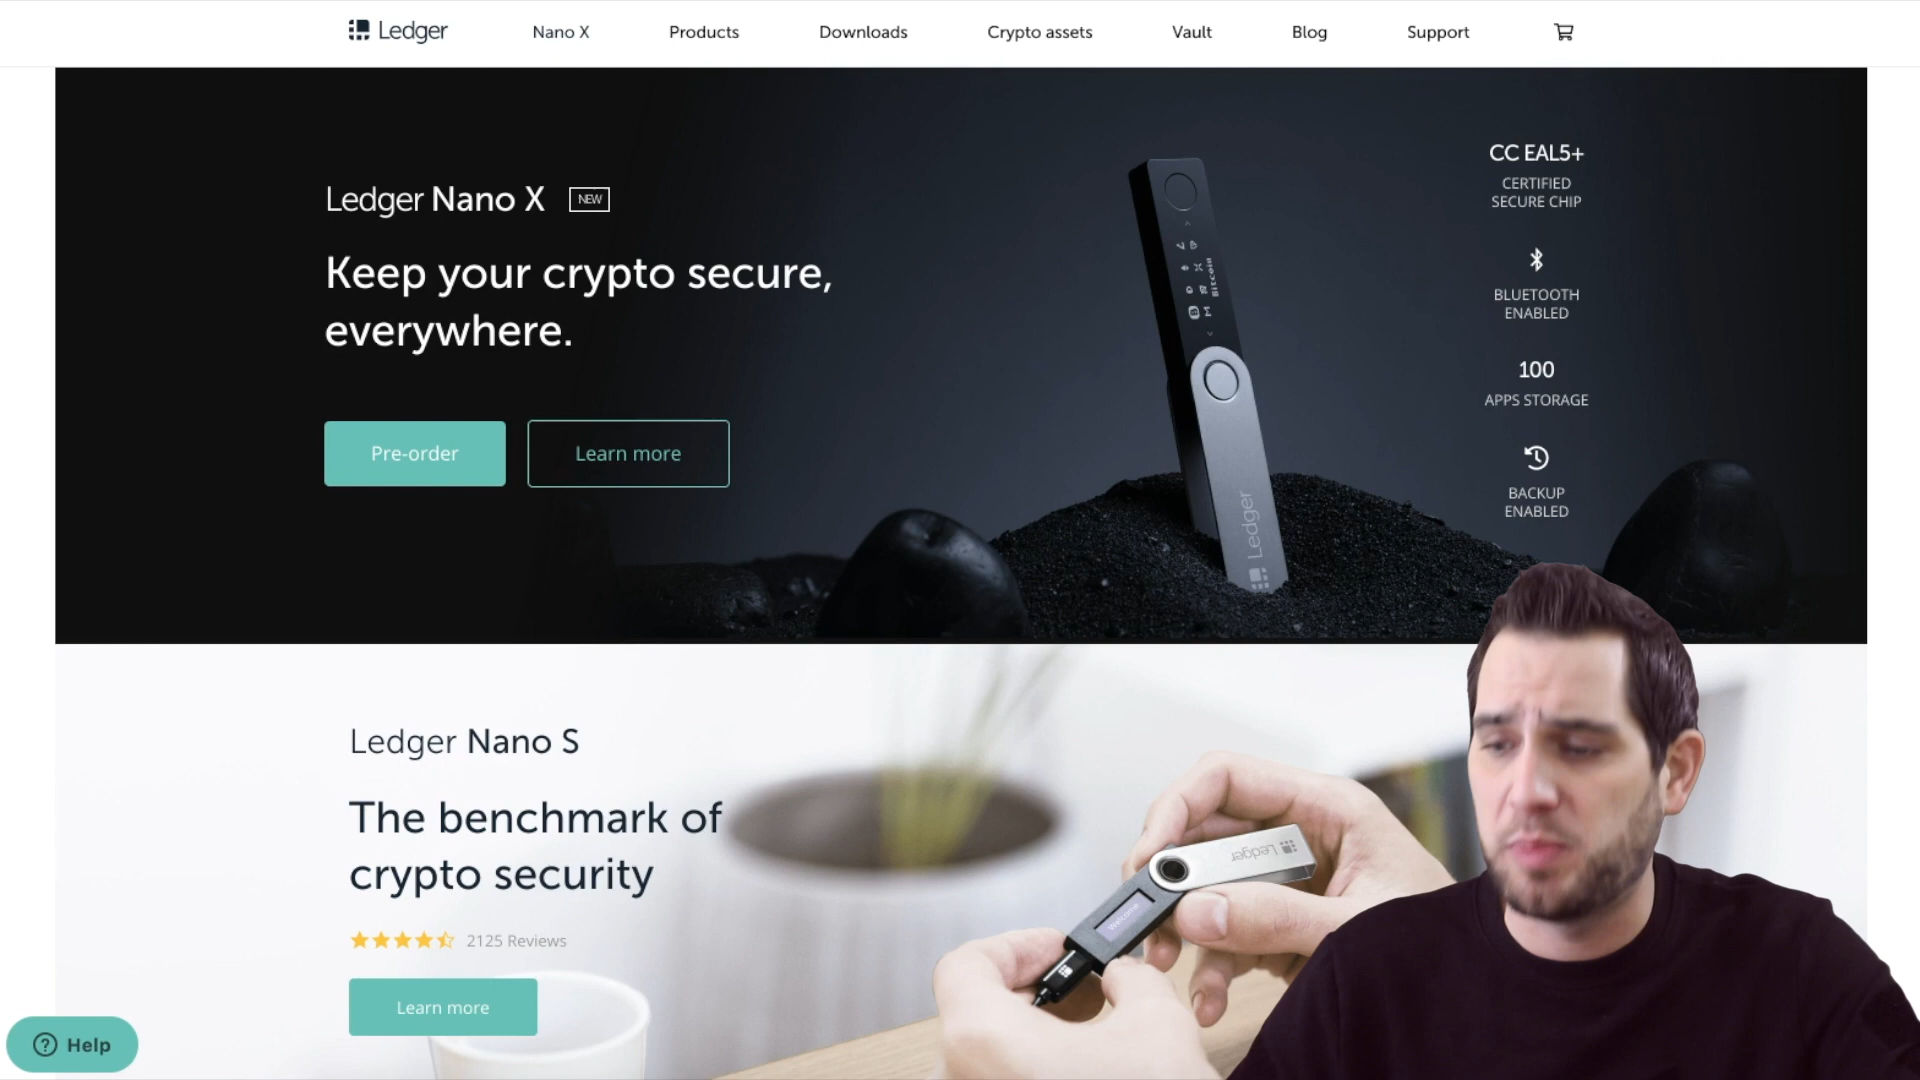 Ledger
Nano X
Products
Downloads
Crypto assets
Vault
Blog
Support
Ledger Nano X
NEW
Keep your crypto secure,
everywhere.
Pre-order
Learn more
Bitcoin
Ledger
CC EAL5+
CERTIFIED
SECURE CHIP
BLUETOOTH
ENABLED
100
APPS STORAGE
BACKUP
ENABLED
Ledger Nano S
The benchmark of
crypto security
2125 Reviews
Learn more
Welcome
Ledger
? Help